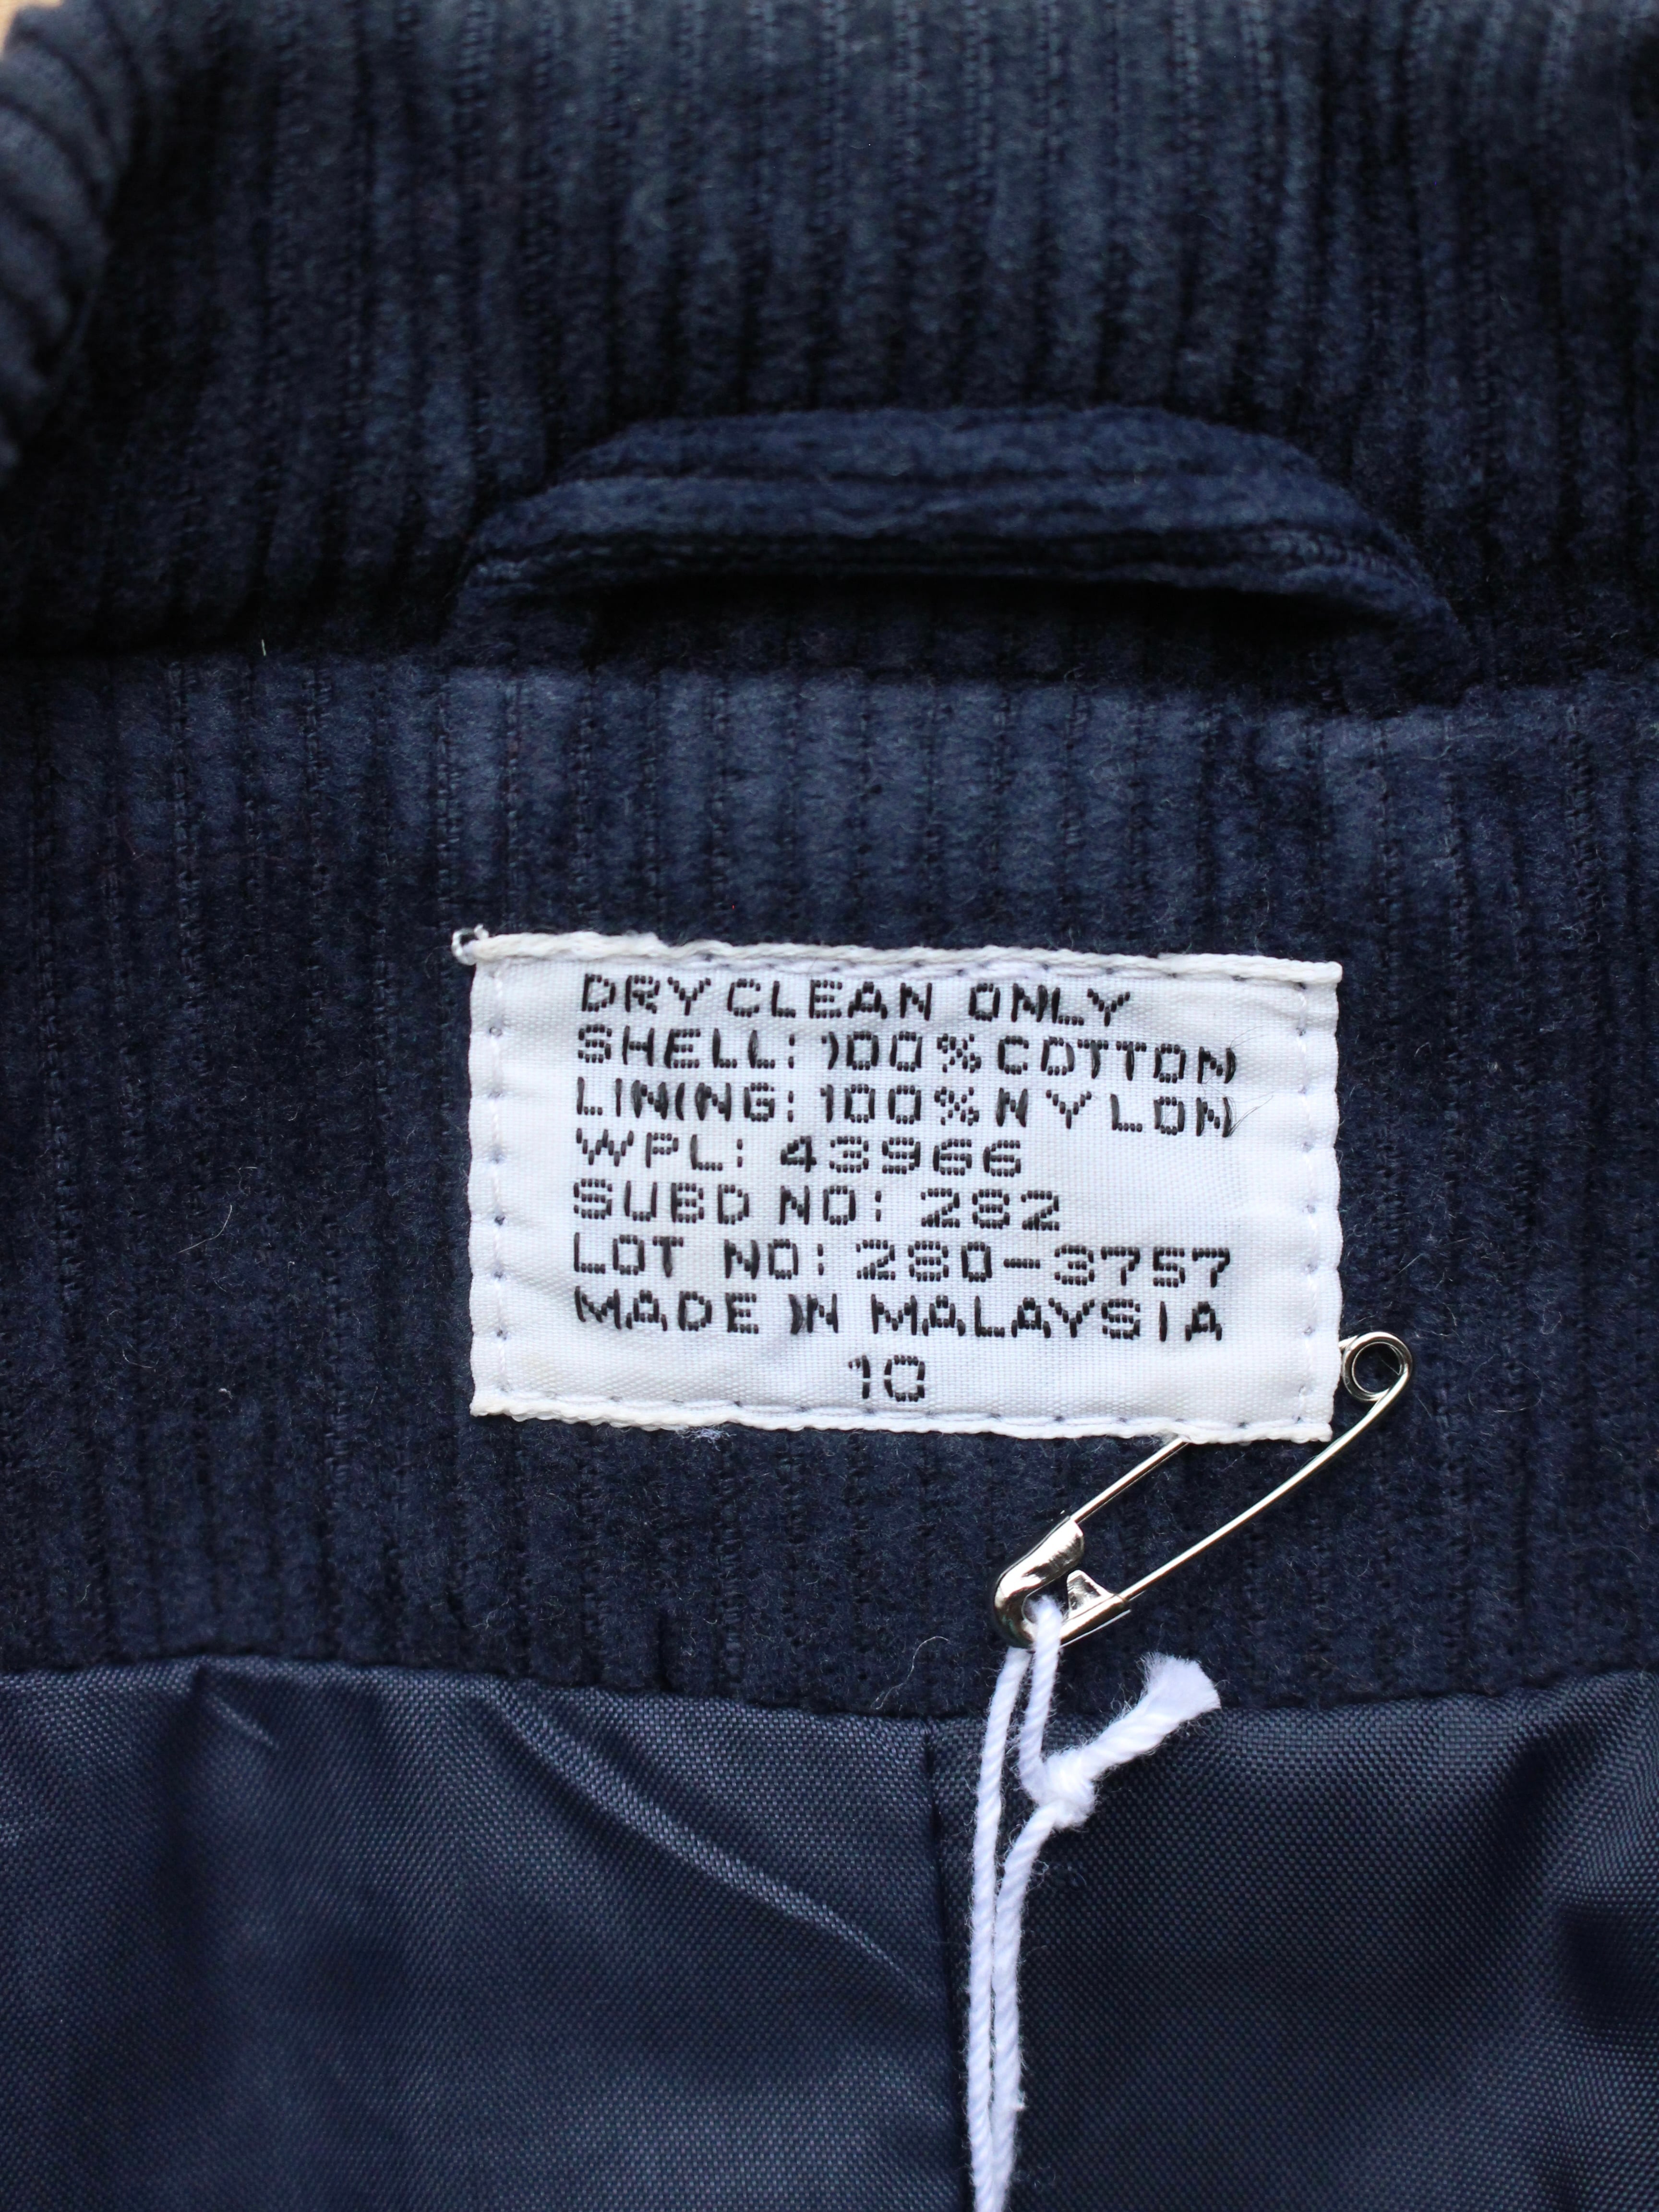 DRY CLEAN ONLY
SHELL: 100% COTTON
LINING: 100% NYLON
WPL: 43966
SUBD NO: 282
LOT NO: 280-3757
MADE IN MALAYSIA
10